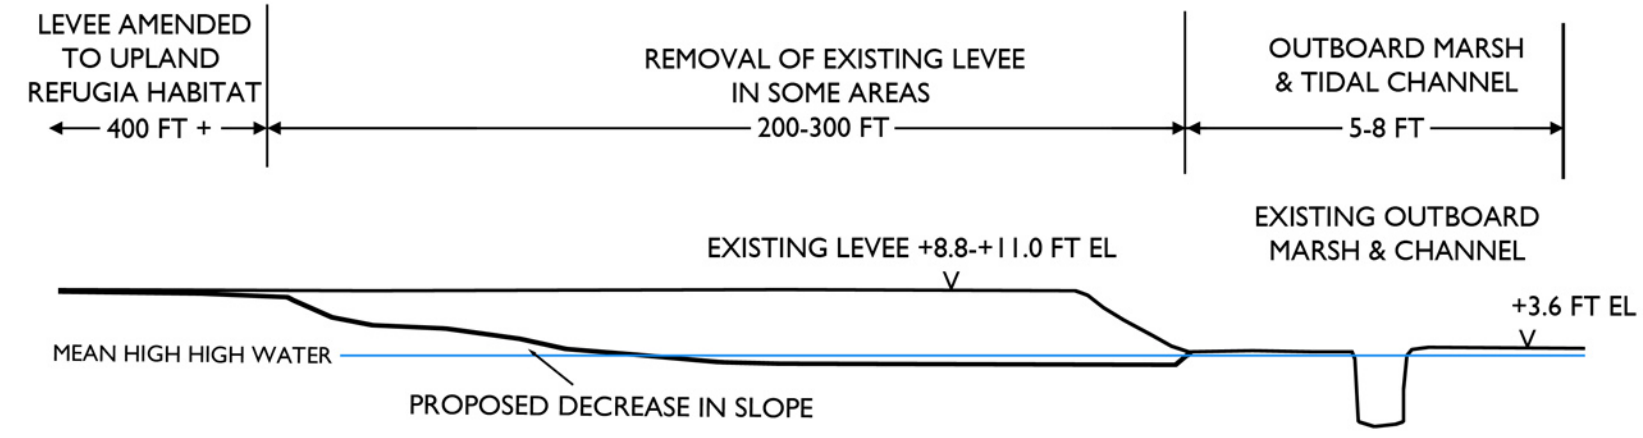 LEVEE AMENDED
TO UPLAND
REFUGIA HABITAT
400 FT +
REMOVAL OF EXISTING LEVEE
IN SOME AREAS
200-300 FT
OUTBOARD MARSH
& TIDAL CHANNEL
5-8 FT
EXISTING OUTBOARD
MARSH & CHANNEL
EXISTING LEVEE +8.8-+11.0 FT EL
+3.6 FT EL
MEAN HIGH HIGH WATER
PROPOSED DECREASE IN SLOPE